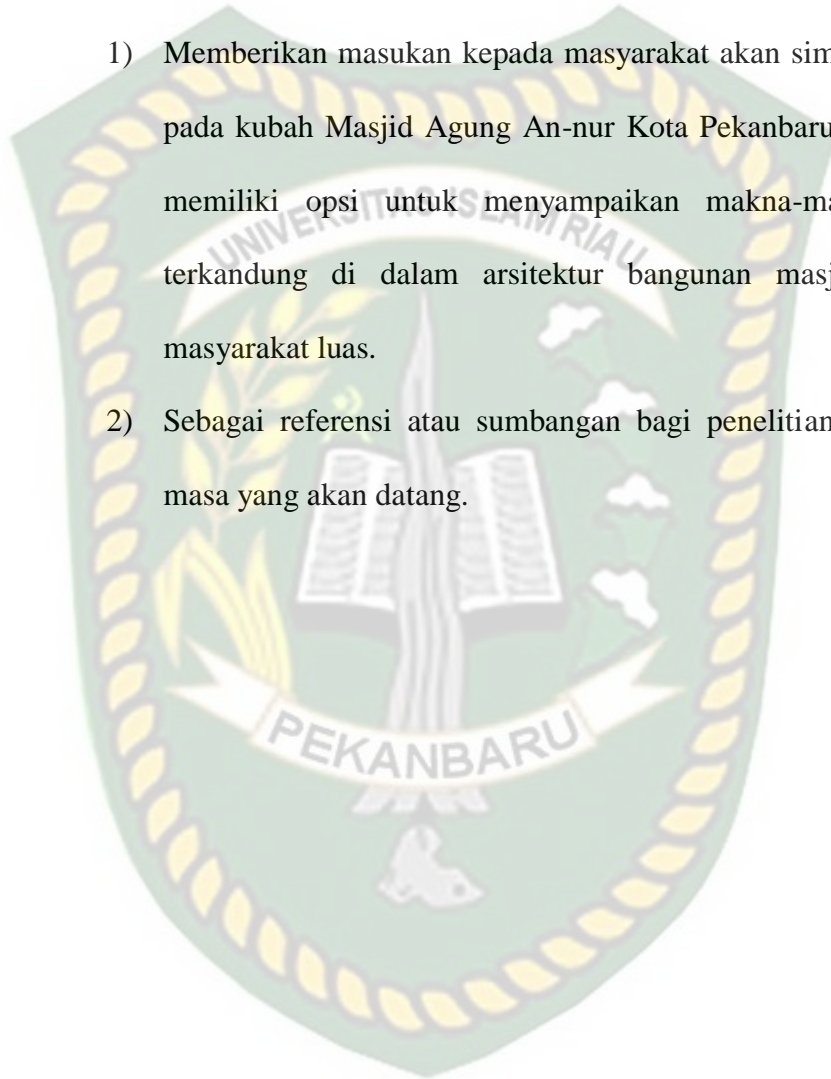 1) Memberikan masukan kepada masyarakat akan sim
pada kubah Masjid Agung An-nur Kota Pekanbaru
memiliki opsi untuk menyampaikan makna-ma
UNIVERSITAS ISLAM RIAU
terkandung di dalam arsitektur bangunan masj
masyarakat luas.
2) Sebagai referensi atau sumbangan bagi penelitian
masa yang akan datang.
PEKANBARU